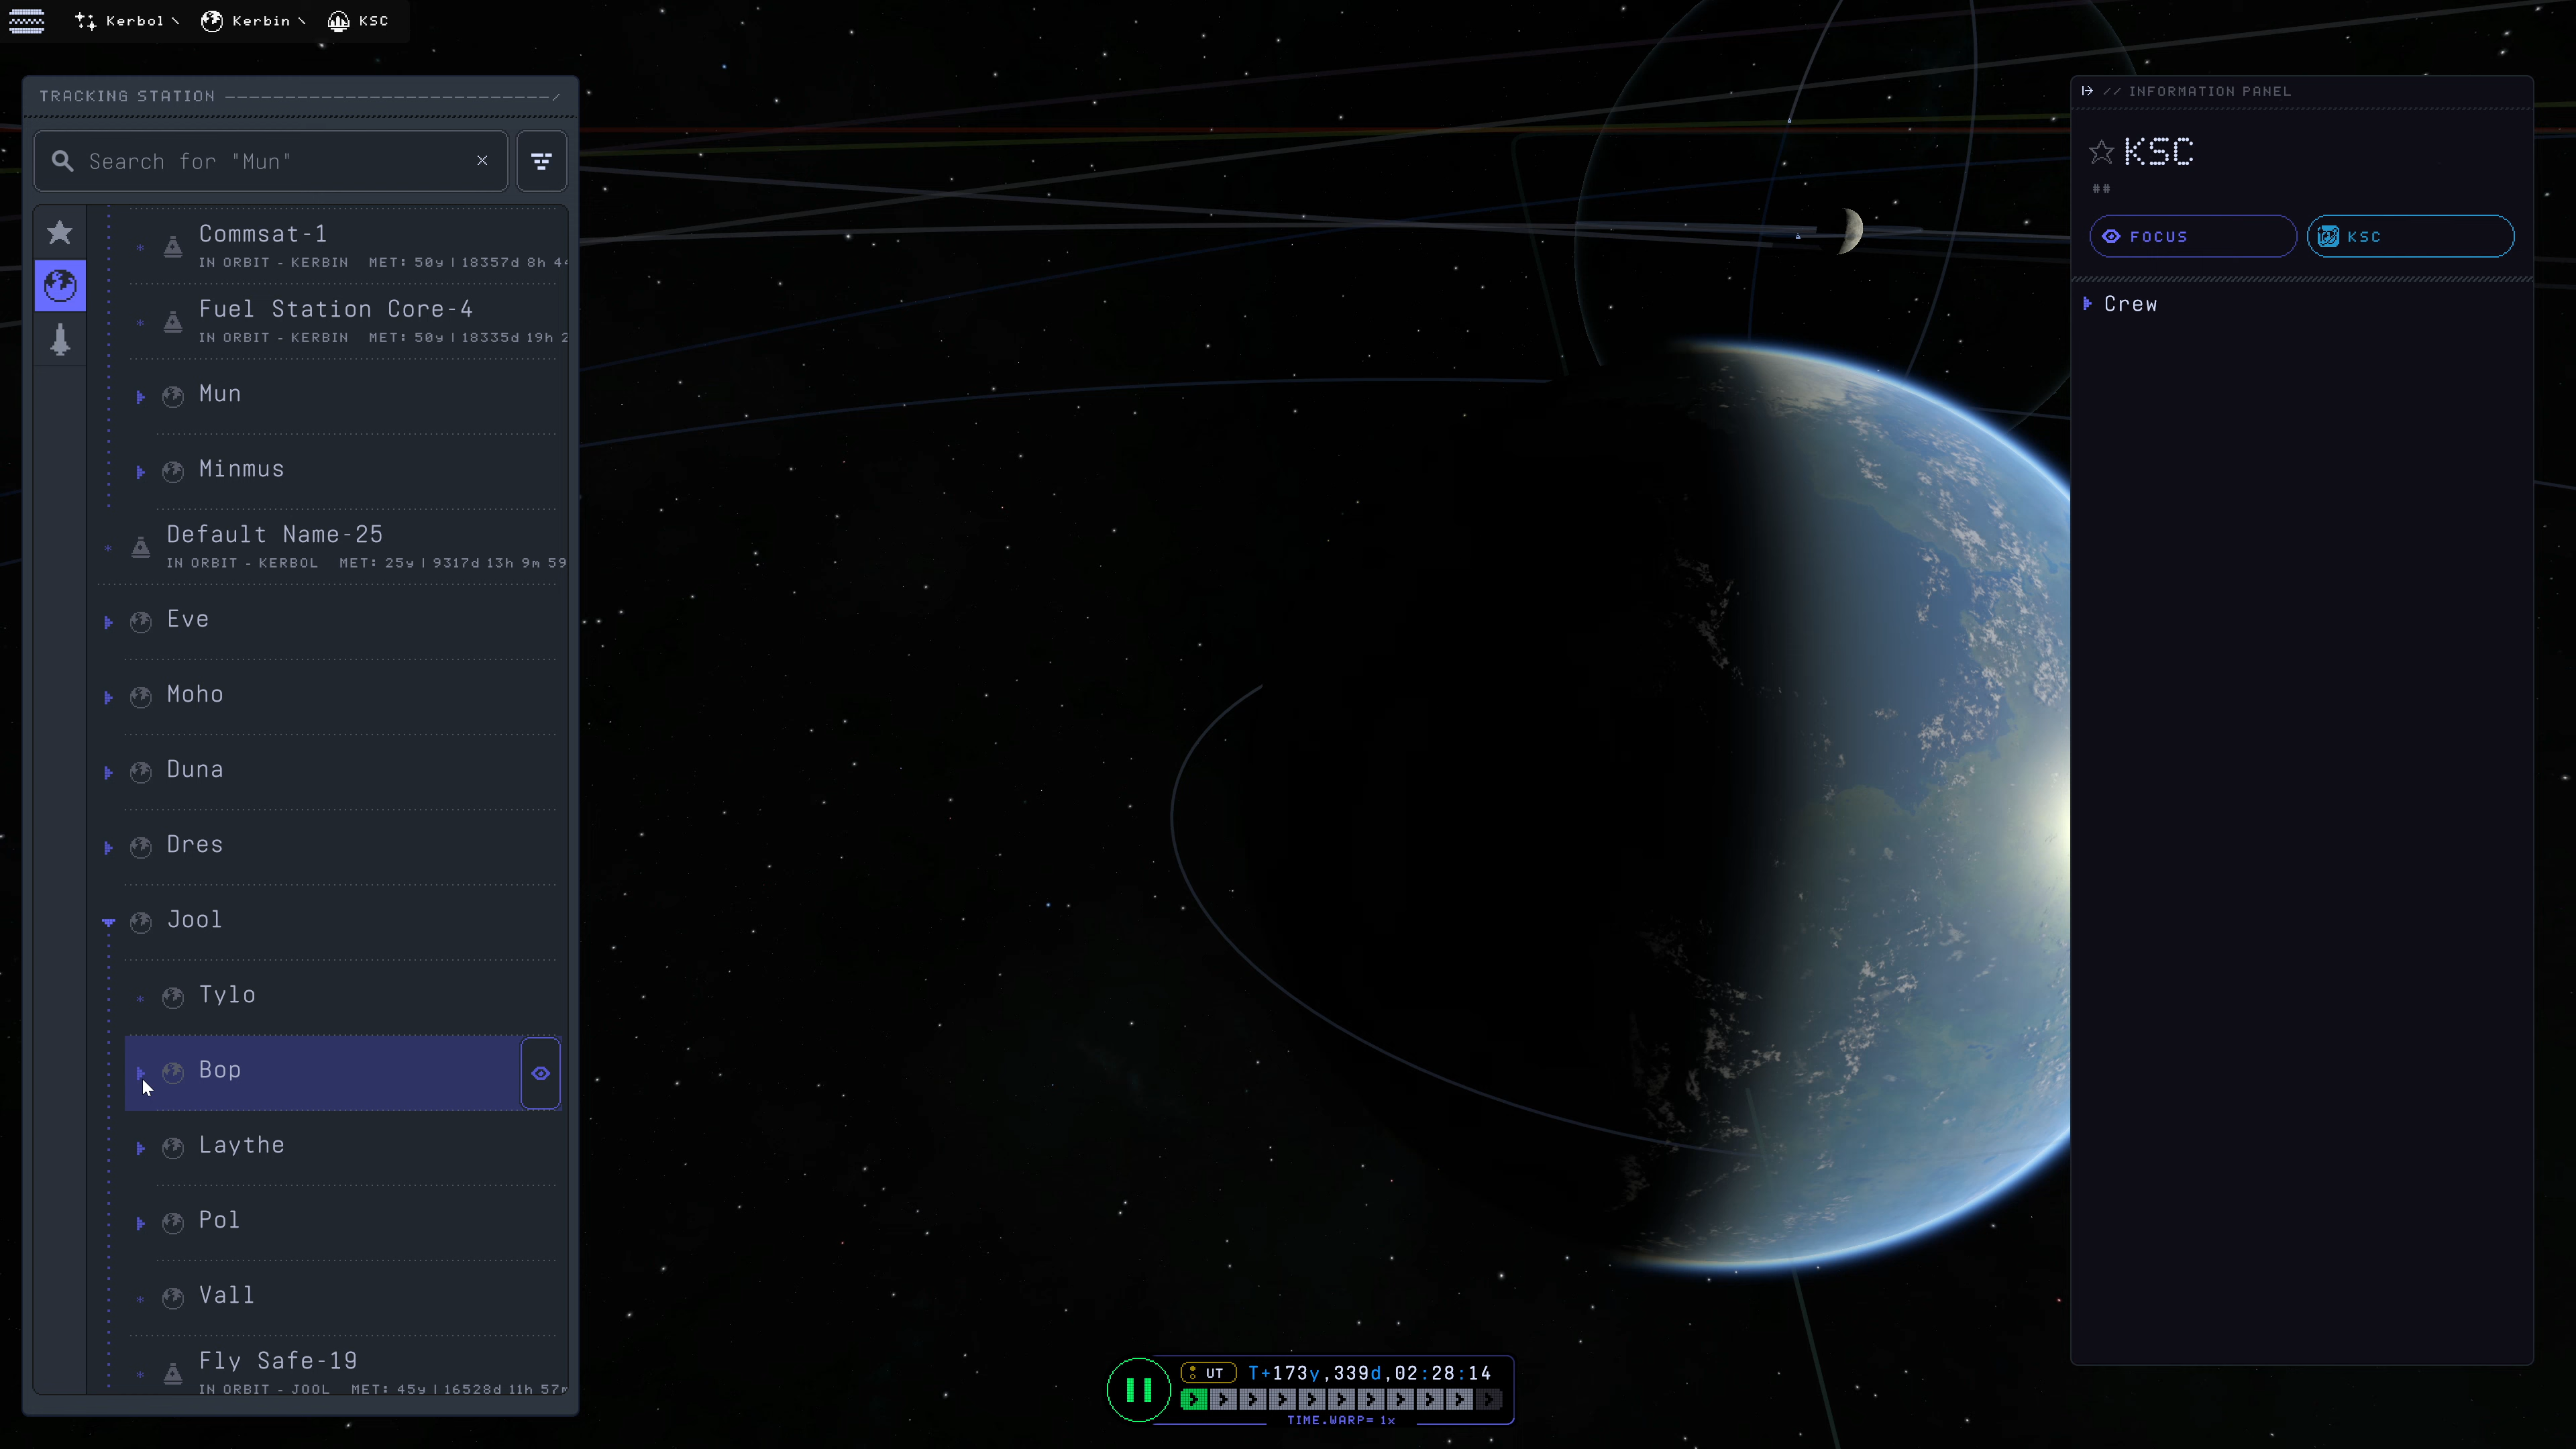 Kerbol \ Kerbin \ KSC
TRACKING STATION
Search for "Mun"
Commsat-1
IN ORBIT - KERBIN MET: 50y | 18357d 8h 44
Fuel Station Core-4
IN ORBIT - KERBIN MET: 50y | 18335d 19h 2
Mun
Minmus
Default Name-25
IN ORBIT - KERBOL MET: 25y | 9317d 13h 9m 59
Eve
Moho
Duna
Dres
Jool
Tylo
Bop
Laythe
Pol
Vall
Fly Safe-19
IN ORBIT - JOOL MET: 45y | 16528d 11h 57m
// INFORMATION PANEL
KSC
##
FOCUS
KSC
Crew
UT T+173y,339d,02:28:14
TIME.WARP= 1x